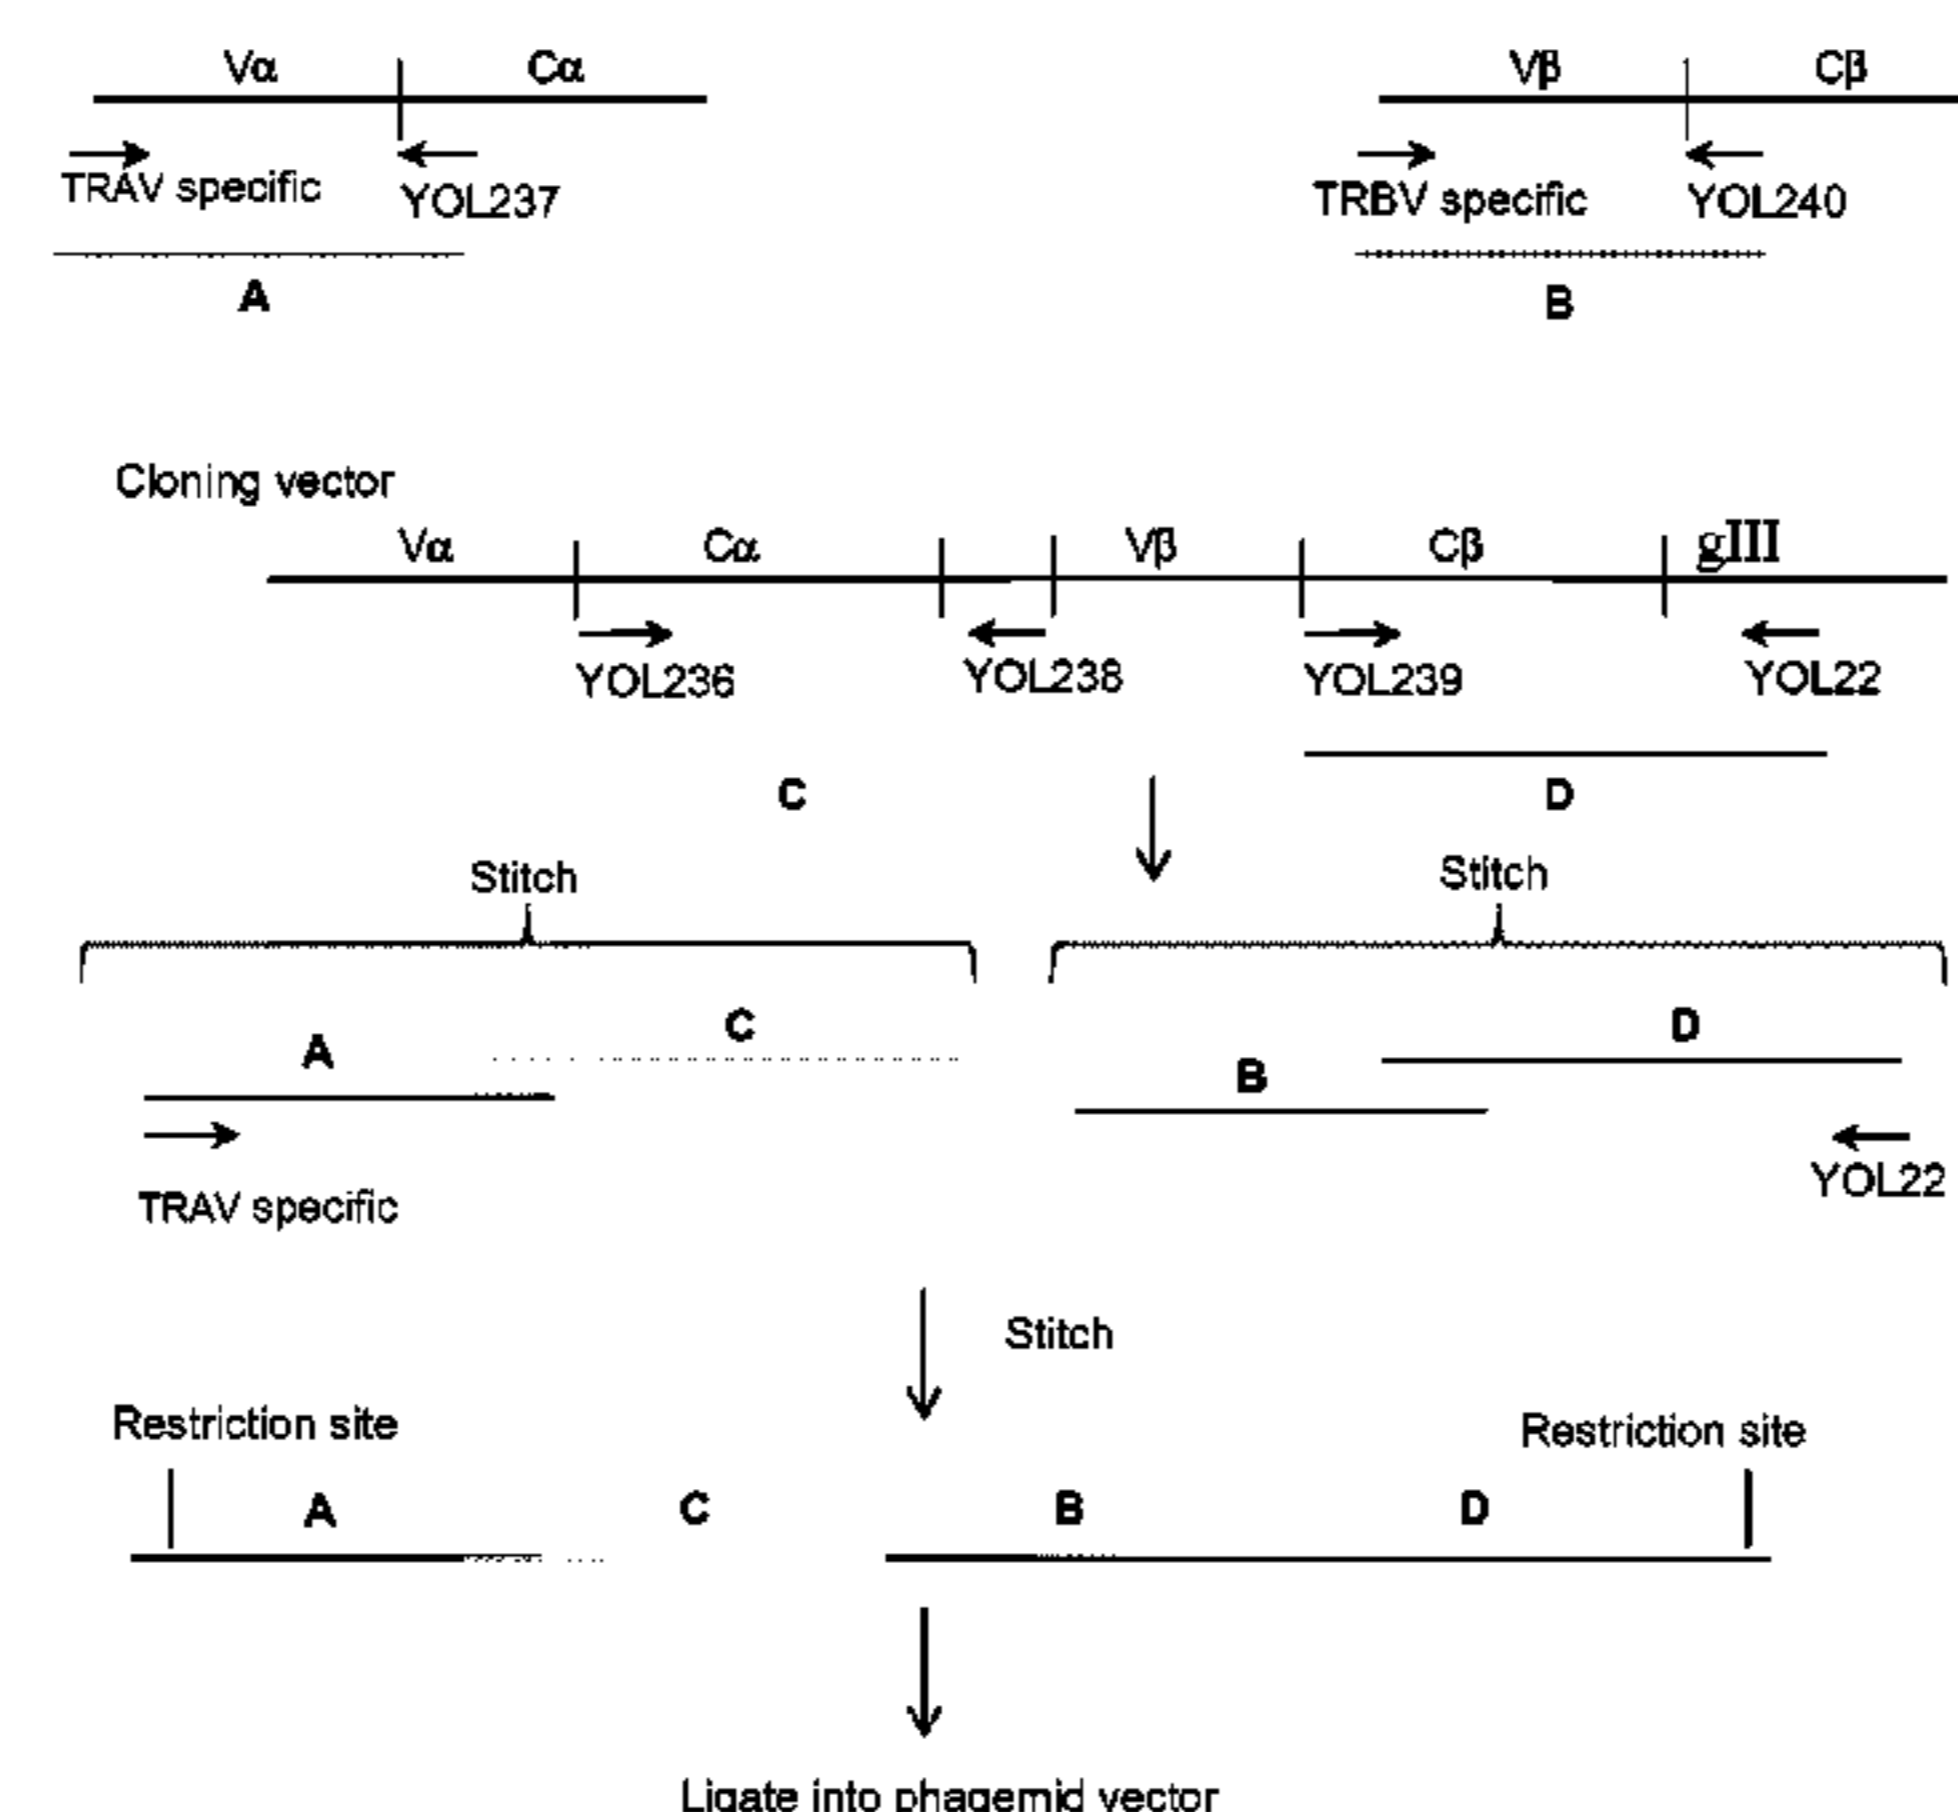 Vα Cα Vβ Cβ
TRAV specific YOL237 TRBV specific YOL240
A B
Cloning vector
Vα Cα Vβ Cβ gIII
YOL236 YOL238 YOL239 YOL22
C D
Stitch Stitch
A C B D
TRAV specific YOL22
Stitch
Restriction site Restriction site
A C B D
Ligate into phagemid vector